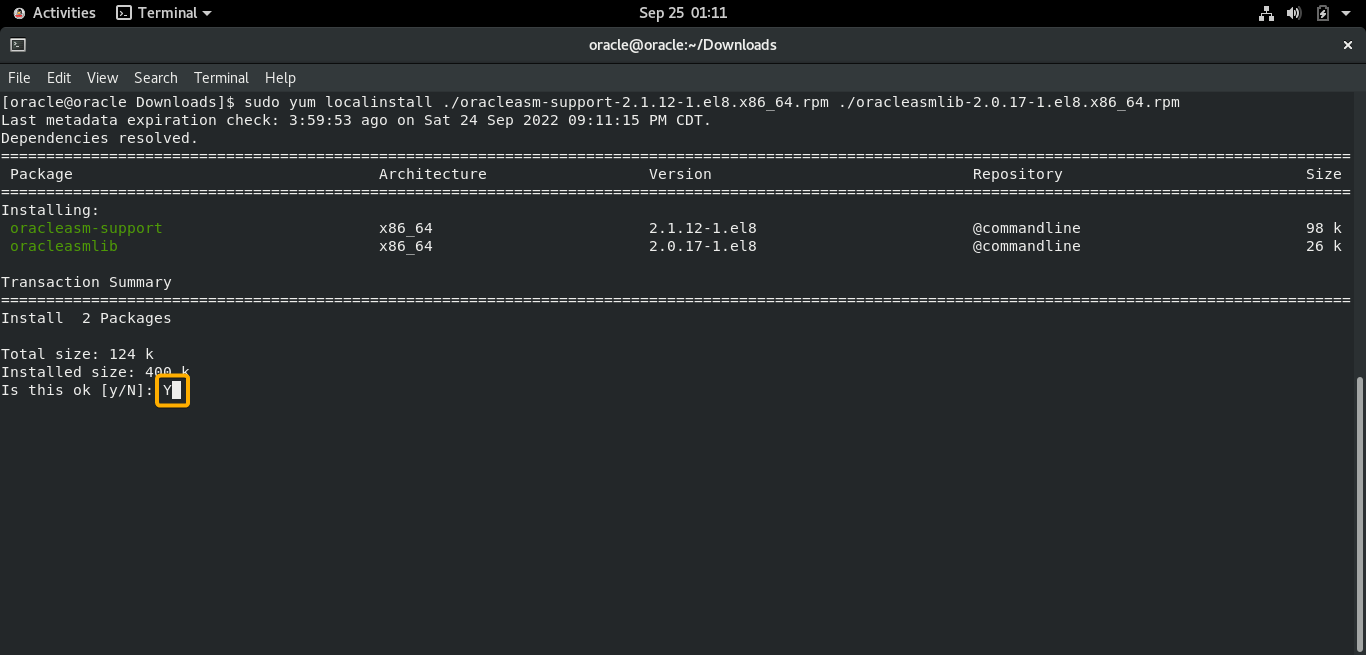 Activities Terminal Sep 25 01:11
oracle@oracle:~/Downloads
File Edit View Search Terminal Help
[oracle@oracle Downloads]$ sudo yum localinstall ./oracleasm-support-2.1.12-1.el8.x86_64.rpm ./oracleasmlib-2.0.17-1.el8.x86_64.rpm
Last metadata expiration check: 3:59:53 ago on Sat 24 Sep 2022 09:11:15 PM CDT.
Dependencies resolved.
======================================================================================================================================================
Package Architecture Version Repository Size
======================================================================================================================================================
Installing:
oracleasm-support x86_64 2.1.12-1.el8 @commandline 98 k
oracleasmlib x86_64 2.0.17-1.el8 @commandline 26 k
Transaction Summary
======================================================================================================================================================
Install 2 Packages
Total size: 124 k
Installed size: 400 k
Is this ok [y/N]: Y